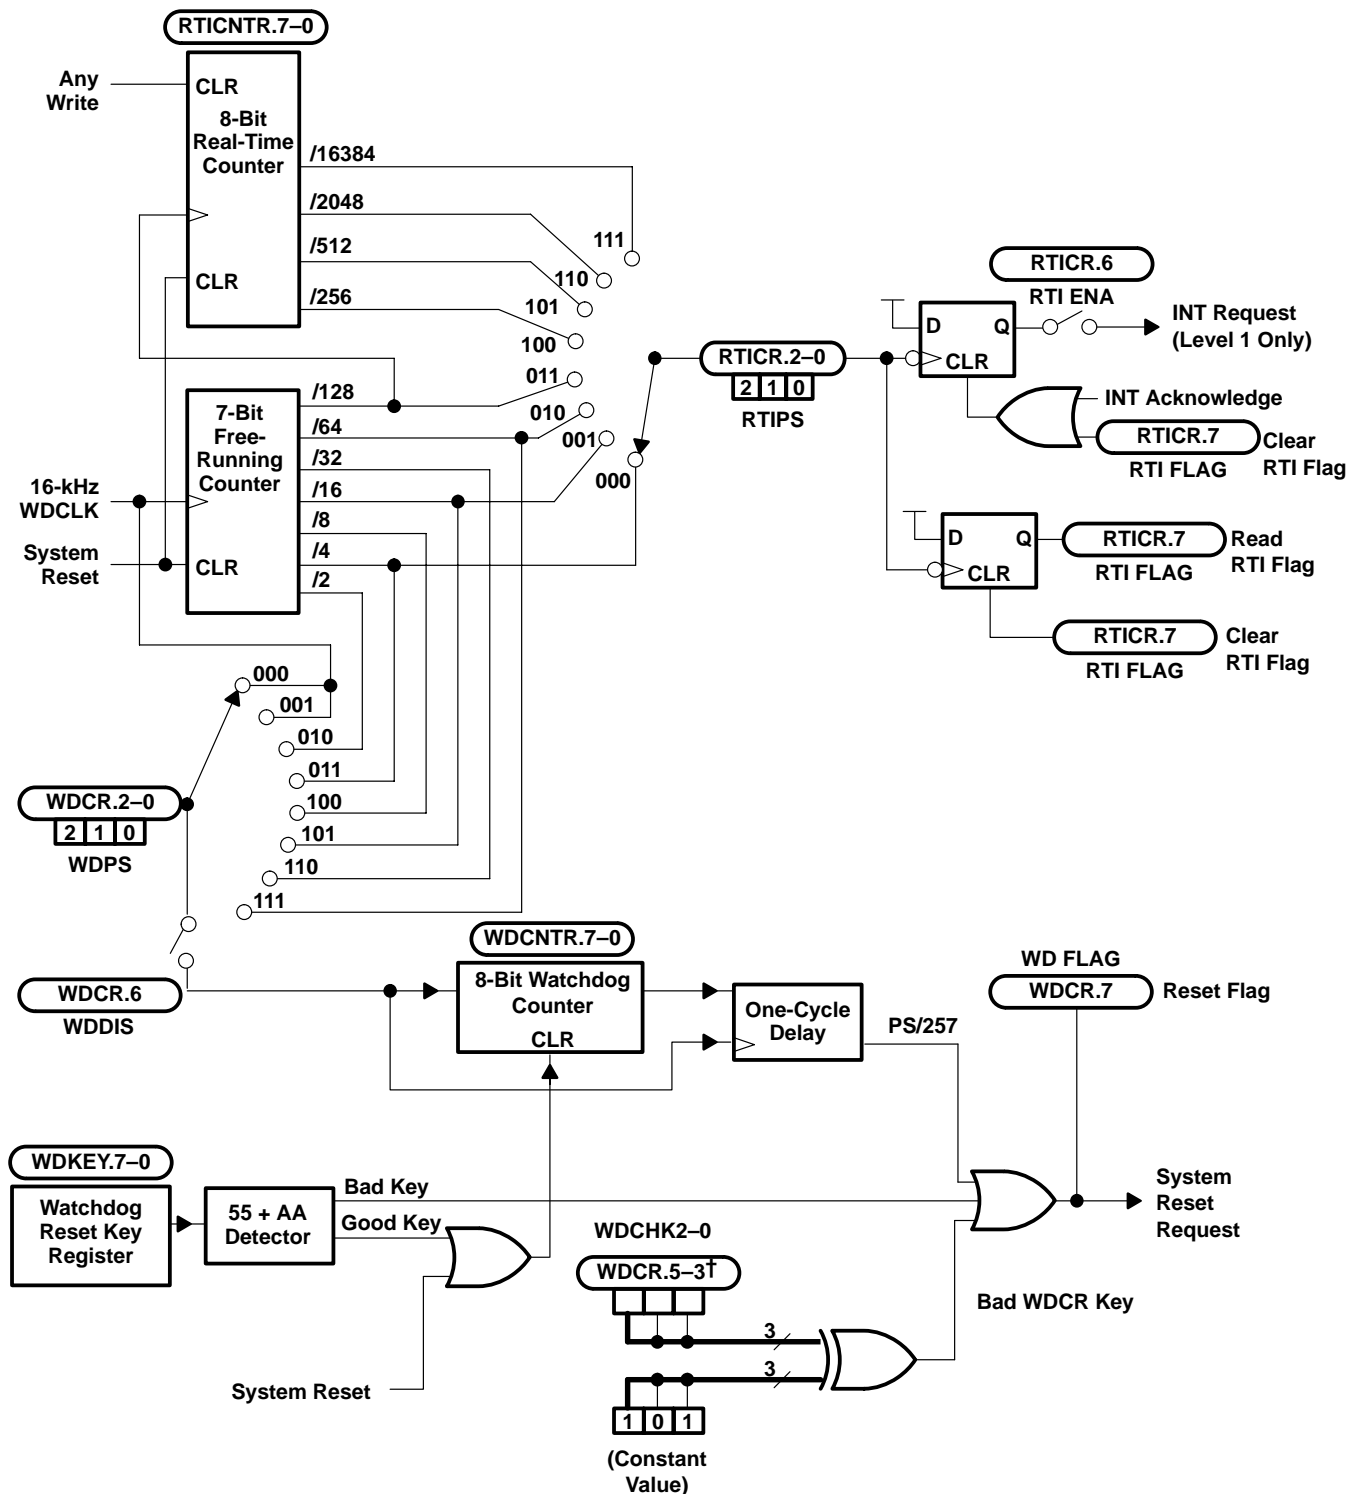 RTICNTR.7–0
Any
Write
CLR
8-Bit
Real-Time
Counter
CLR
/16384
/2048
/512
/256
111
110
101
100
011
010
001
000
7-Bit
Free-
Running
Counter
CLR
/128
/64
/32
/16
/8
/4
/2
16-kHz
WDCLK
System
Reset
RTICR.2–0
2 1 0
RTIPS
RTICR.6
RTI ENA
D
Q
CLR
INT Request
(Level 1 Only)
INT Acknowledge
RTICR.7
RTI FLAG
Clear
RTI Flag
D
Q
CLR
RTICR.7
RTI FLAG
Read
RTI Flag
RTICR.7
RTI FLAG
Clear
RTI Flag
000
001
010
011
100
101
110
111
WDCR.2–0
2 1 0
WDPS
WDCR.6
WDDIS
WDCNTR.7–0
8-Bit Watchdog
Counter
CLR
One-Cycle
Delay
PS/257
WD FLAG
WDCR.7
Reset Flag
WDKEY.7–0
Watchdog
Reset Key
Register
55 + AA
Detector
Bad Key
Good Key
System Reset
WDCHK2–0
WDCR.5–3†
3
3
1 0 1
(Constant
Value)
Bad WDCR Key
System
Reset
Request